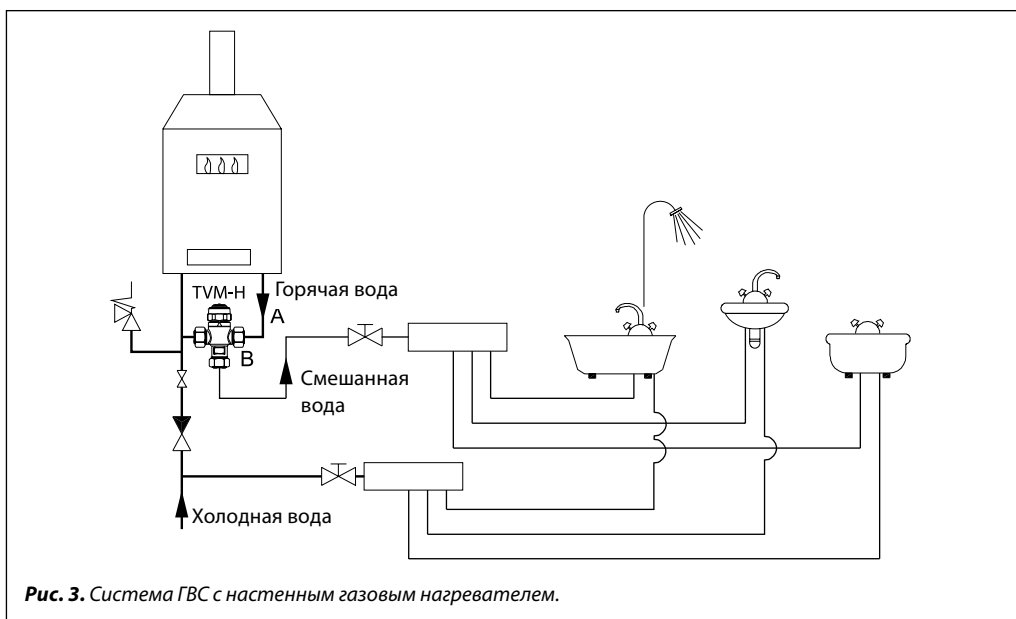 TVM-H
Горячая вода
A
B
Смешанная
вода
Холодная вода
Рис. 3. Система ГВС с настенным газовым нагревателем.